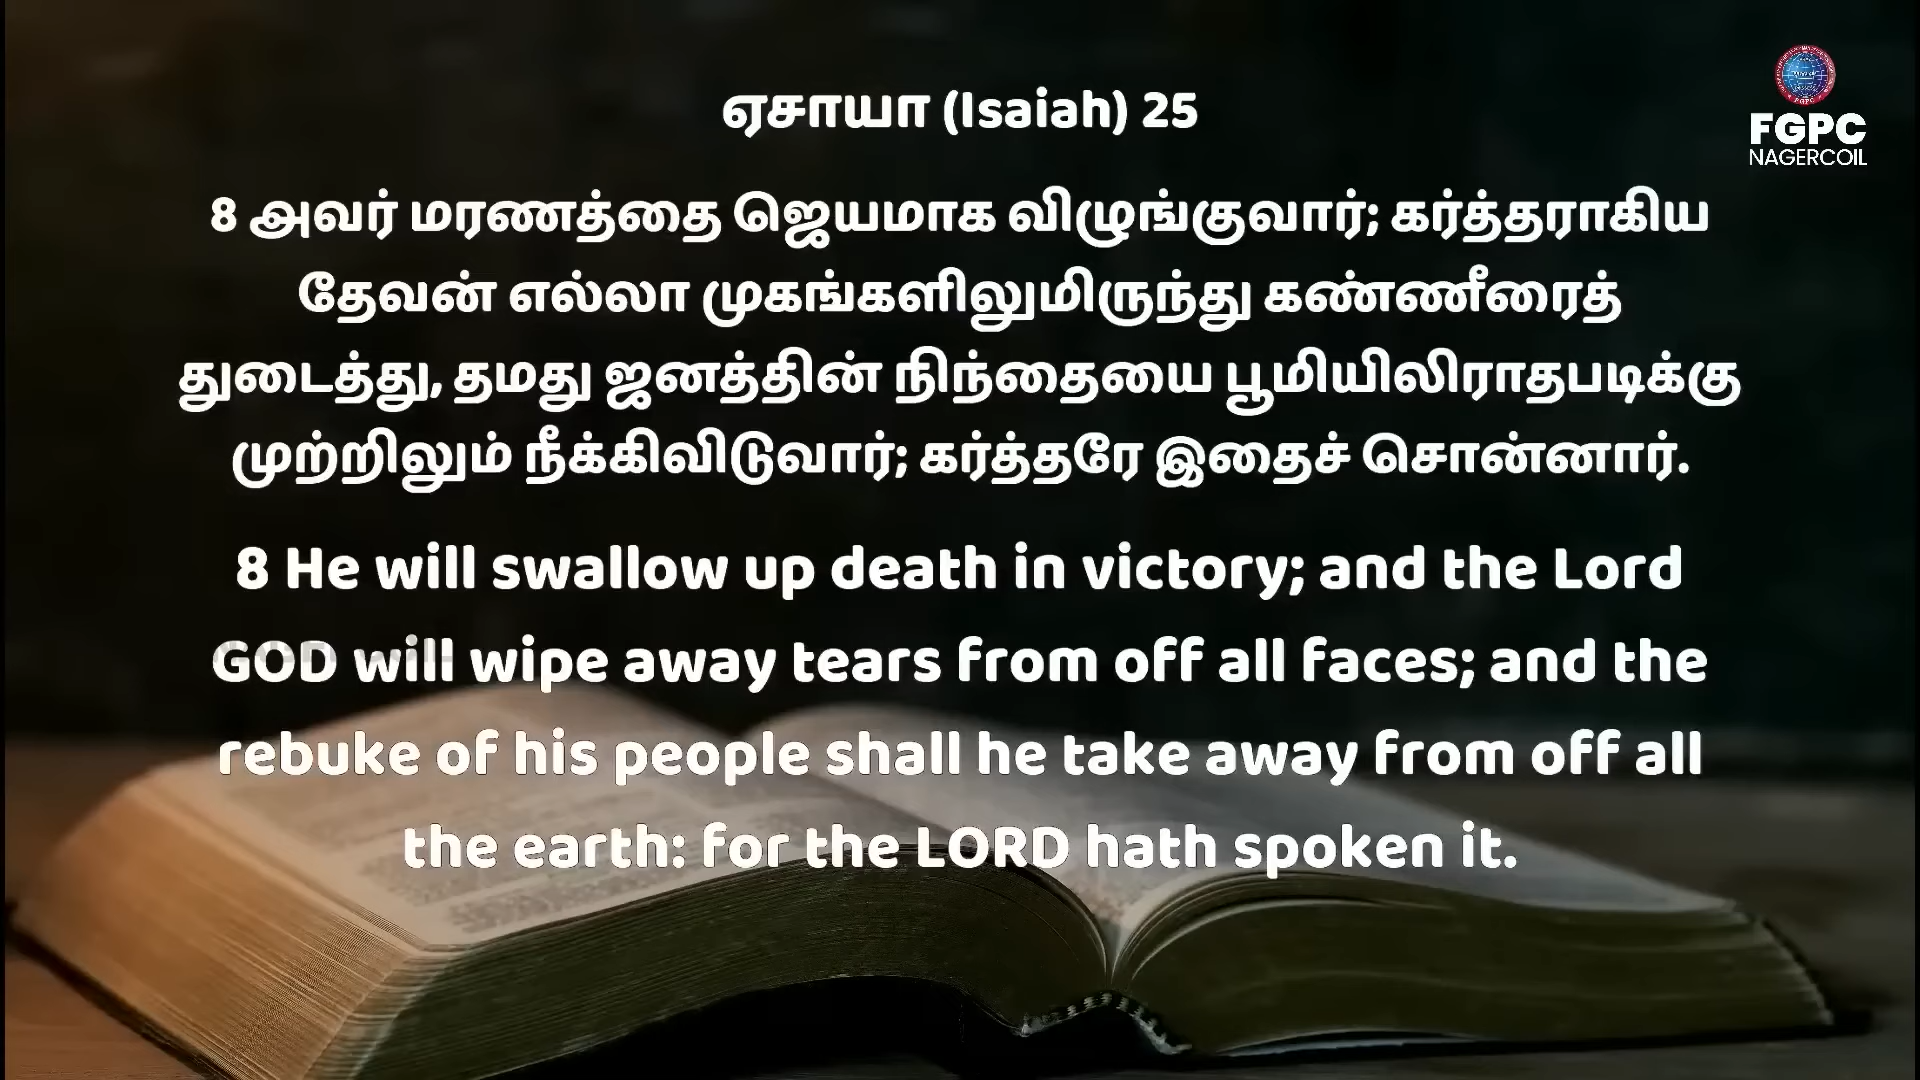 ஏசாயா (Isaiah) 25
FGPC
NAGERCOIL
8 அவர் மரணத்தை ஜெயமாக விழுங்குவார்; கர்த்தராகிய
தேவன் எல்லா முகங்களிலுமிருந்து கண்ணீரைத்
துடைத்து, தமது ஜனத்தின் நிந்தையை பூமியிலிராதபடிக்கு
முற்றிலும் நீக்கிவிடுவார்; கர்த்தரே இதைச் சொன்னார்.
8 He will swallow up death in victory; and the Lord
GOD will wipe away tears from off all faces; and the
rebuke of his people shall he take away from off all
the earth: for the LORD hath spoken it.